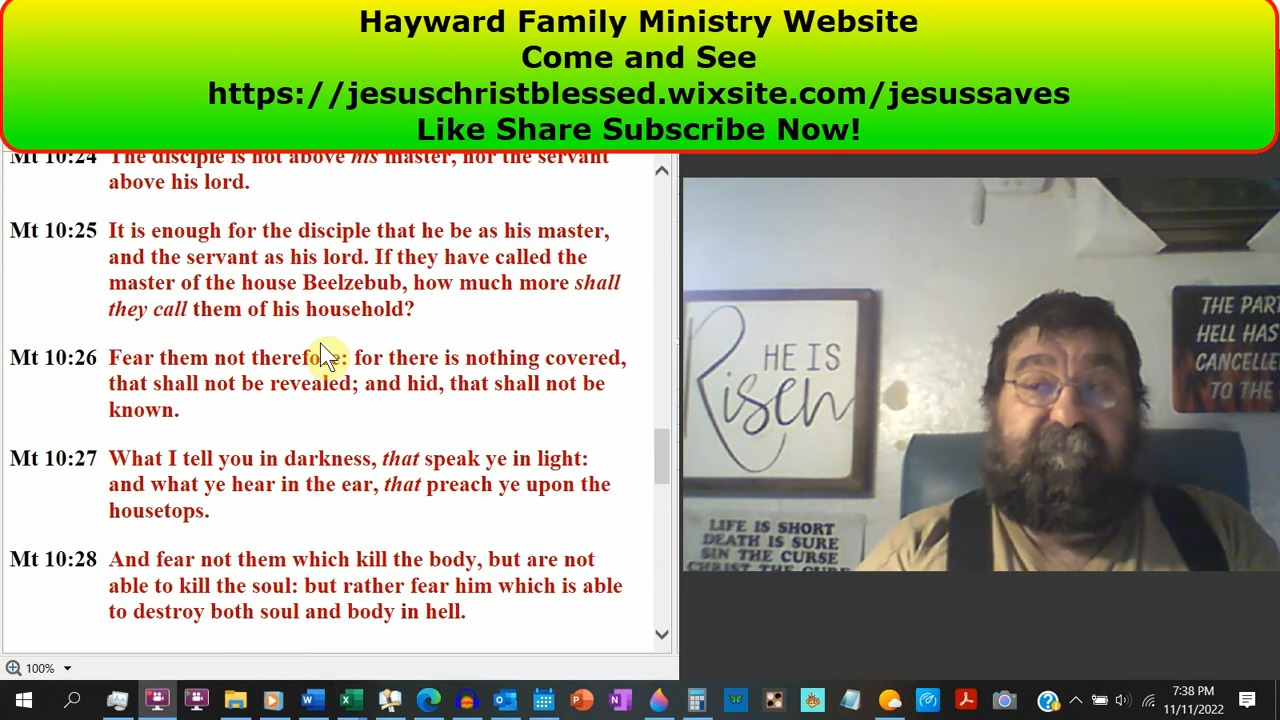 Hayward Family Ministry Website
Come and See
https://jesuschristblessed.wixsite.com/jesussaves
Like Share Subscribe Now!
Mt 10:24 The disciple is not above his master, nor the servant
above his lord.
Mt 10:25 It is enough for the disciple that he be as his master,
and the servant as his lord. If they have called the
master of the house Beelzebub, how much more shall
they call them of his household?
Mt 10:26 Fear them not therefore: for there is nothing covered,
that shall not be revealed; and hid, that shall not be
known.
Mt 10:27 What I tell you in darkness, that speak ye in light:
and what ye hear in the ear, that preach ye upon the
housetops.
Mt 10:28 And fear not them which kill the body, but are not
able to kill the soul: but rather fear him which is able
to destroy both soul and body in hell.
HE IS
Risen
THE PAR
HELL HAS
CANCELLE
TO THE
LIFE IS SHORT
DEATH IS SURE
SIN THE CURSE
CHRIST THE CURE
100%
7:38 PM
11/11/2022